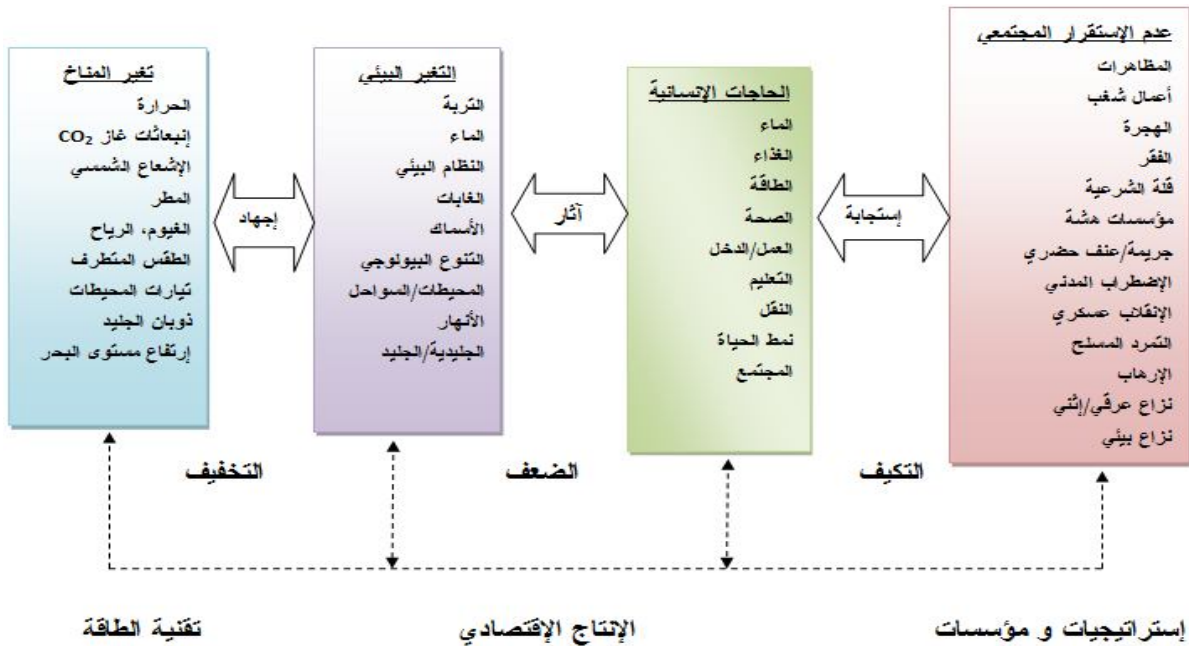 عدم الإستقرار المجتمعي
المظاهرات
أعمال شغب
الهجرة
الفقر
قلة الشرعية
مؤسسات هشة
جريمة/عنف حضري
الإضطراب المدني
الإنقلاب عسكري
التمرد المسلح
الإرهاب
نزاع عرقي/إثني
نزاع بيئي
إستجابة
الحاجات الإنسانية
الماء
الغذاء
الطاقة
الصحة
العمل/الدخل
التعليم
النقل
نمط الحياة
المجتمع
آثار
التغير البيئي
التربة
الماء
النظام البيئي
الغابات
الأسماك
التنوع البيولوجي
المحيطات/السواحل
الأنهار
الجليدية/الجليد
إجهاد
تغير المناخ
الحرارة
إنبعاثات غاز CO₂
الإشعاع الشمسي
المطر
الغيوم، الرياح
الطقس المتطرف
تيارات المحيطات
ذوبان الجليد
إرتفاع مستوى البحر
التكيف
الضعف
التخفيف
إستراتيجيات و مؤسسات
الإنتاج الإقتصادي
تقنية الطاقة